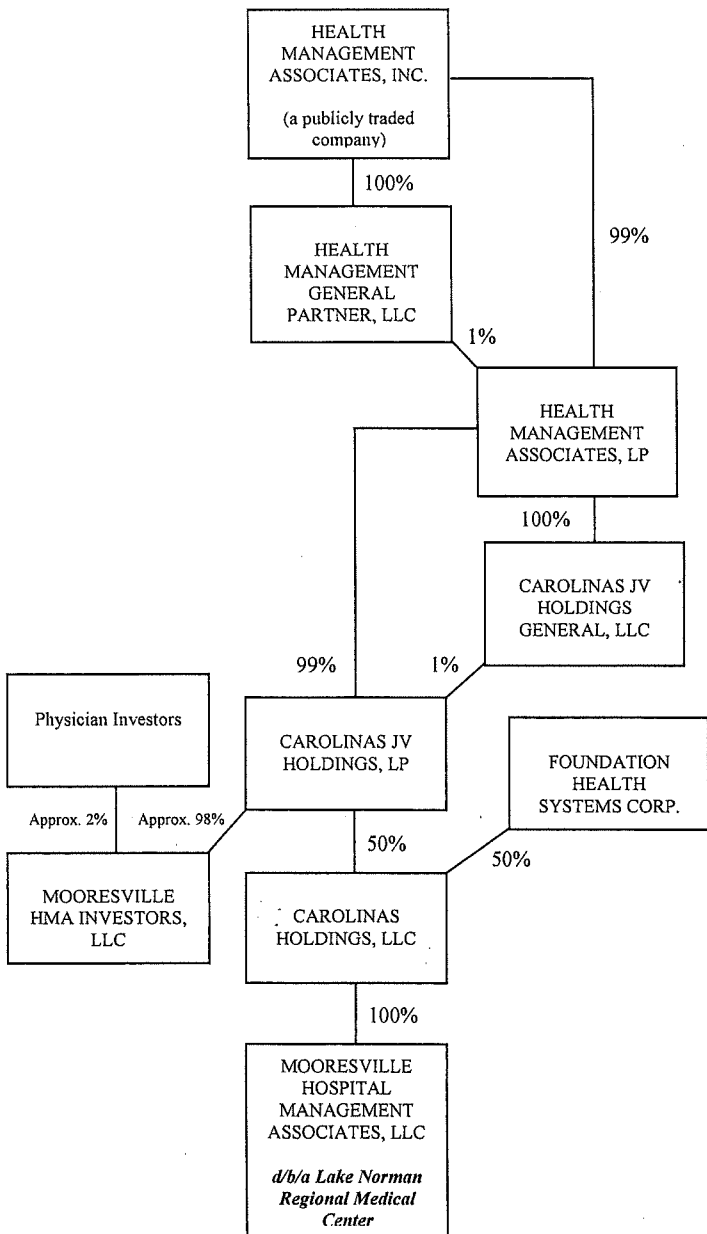 HEALTH
MANAGEMENT
ASSOCIATES, INC.
(a publicly traded
company)
100%
99%
HEALTH
MANAGEMENT
GENERAL
PARTNER, LLC
1%
HEALTH
MANAGEMENT
ASSOCIATES, LP
100%
CAROLINAS JV
HOLDINGS
GENERAL, LLC
99%
1%
Physician Investors
CAROLINAS JV
HOLDINGS, LP
FOUNDATION
HEALTH
SYSTEMS CORP.
Approx. 2%
Approx. 98%
50%
50%
MOORESVILLE
HMA INVESTORS,
LLC
CAROLINAS
HOLDINGS, LLC
100%
MOORESVILLE
HOSPITAL
MANAGEMENT
ASSOCIATES, LLC
d/b/a Lake Norman
Regional Medical
Center